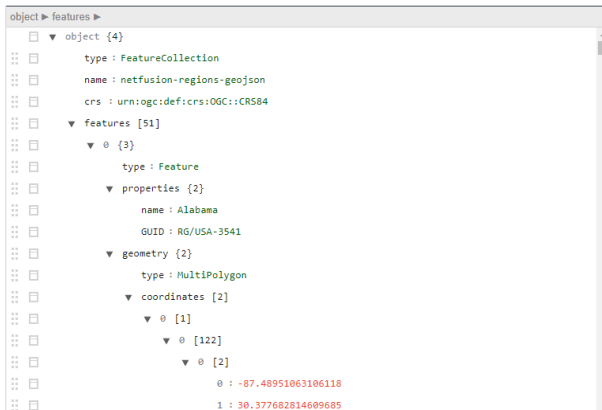 object ► features ►
▼ object {4}
type : FeatureCollection
name : netfusion-regions-geojson
crs : urn:ogc:def:crs:OGC::CRS84
▼ features [51]
▼ 0 {3}
type : Feature
▼ properties {2}
name : Alabama
GUID : RG/USA-3541
▼ geometry {2}
type : MultiPolygon
▼ coordinates [2]
▼ 0 [1]
▼ 0 [122]
▼ 0 [2]
0 : -87.48951063106118
1 : 30.377682814609685